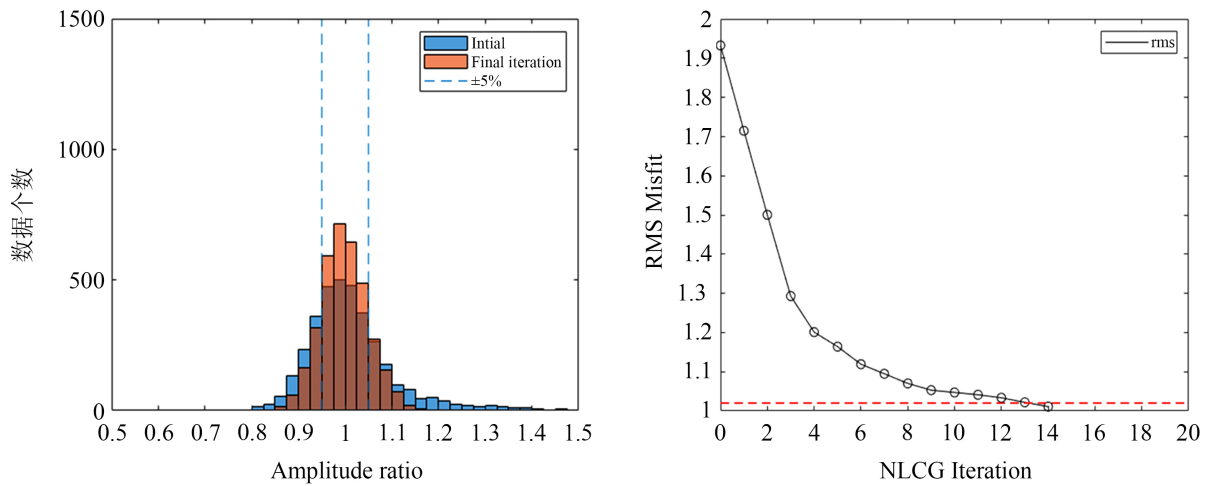 1500
1000
500
0
0.5 0.6 0.7 0.8 0.9 1 1.1 1.2 1.3 1.4 1.5
数据个数
Amplitude ratio
Intial
Final iteration
±5%
2
1.9
1.8
1.7
1.6
1.5
1.4
1.3
1.2
1.1
1
0 2 4 6 8 10 12 14 16 18 20
RMS Misfit
NLCG Iteration
rms